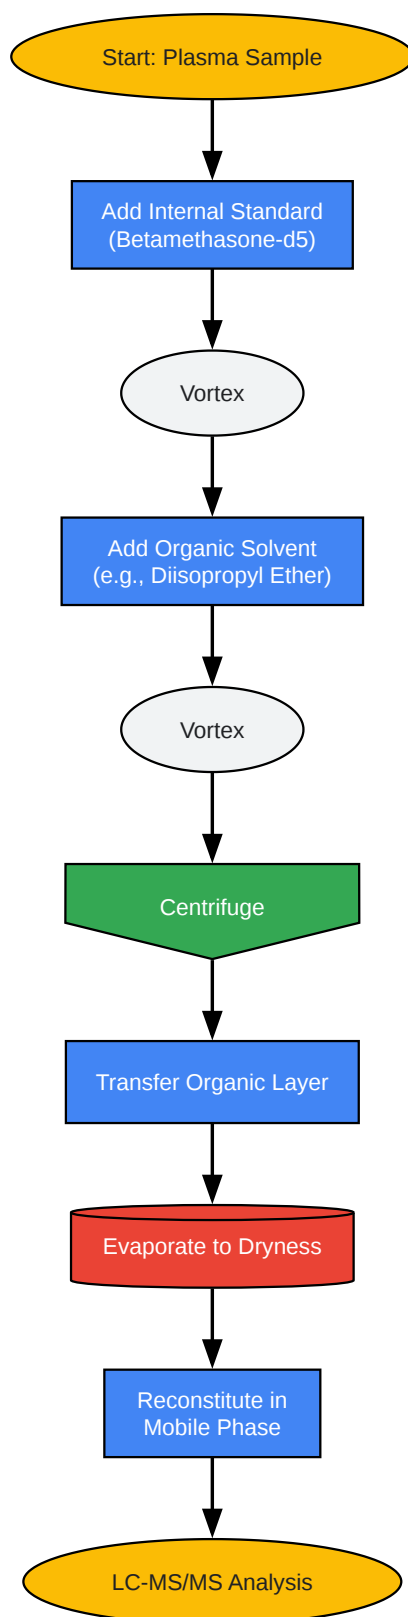 Start: Plasma Sample
Add Internal Standard
(Betamethasone-d5)
Vortex
Add Organic Solvent
(e.g., Diisopropyl Ether)
Vortex
Centrifuge
Transfer Organic Layer
Evaporate to Dryness
Reconstitute in
Mobile Phase
LC-MS/MS Analysis